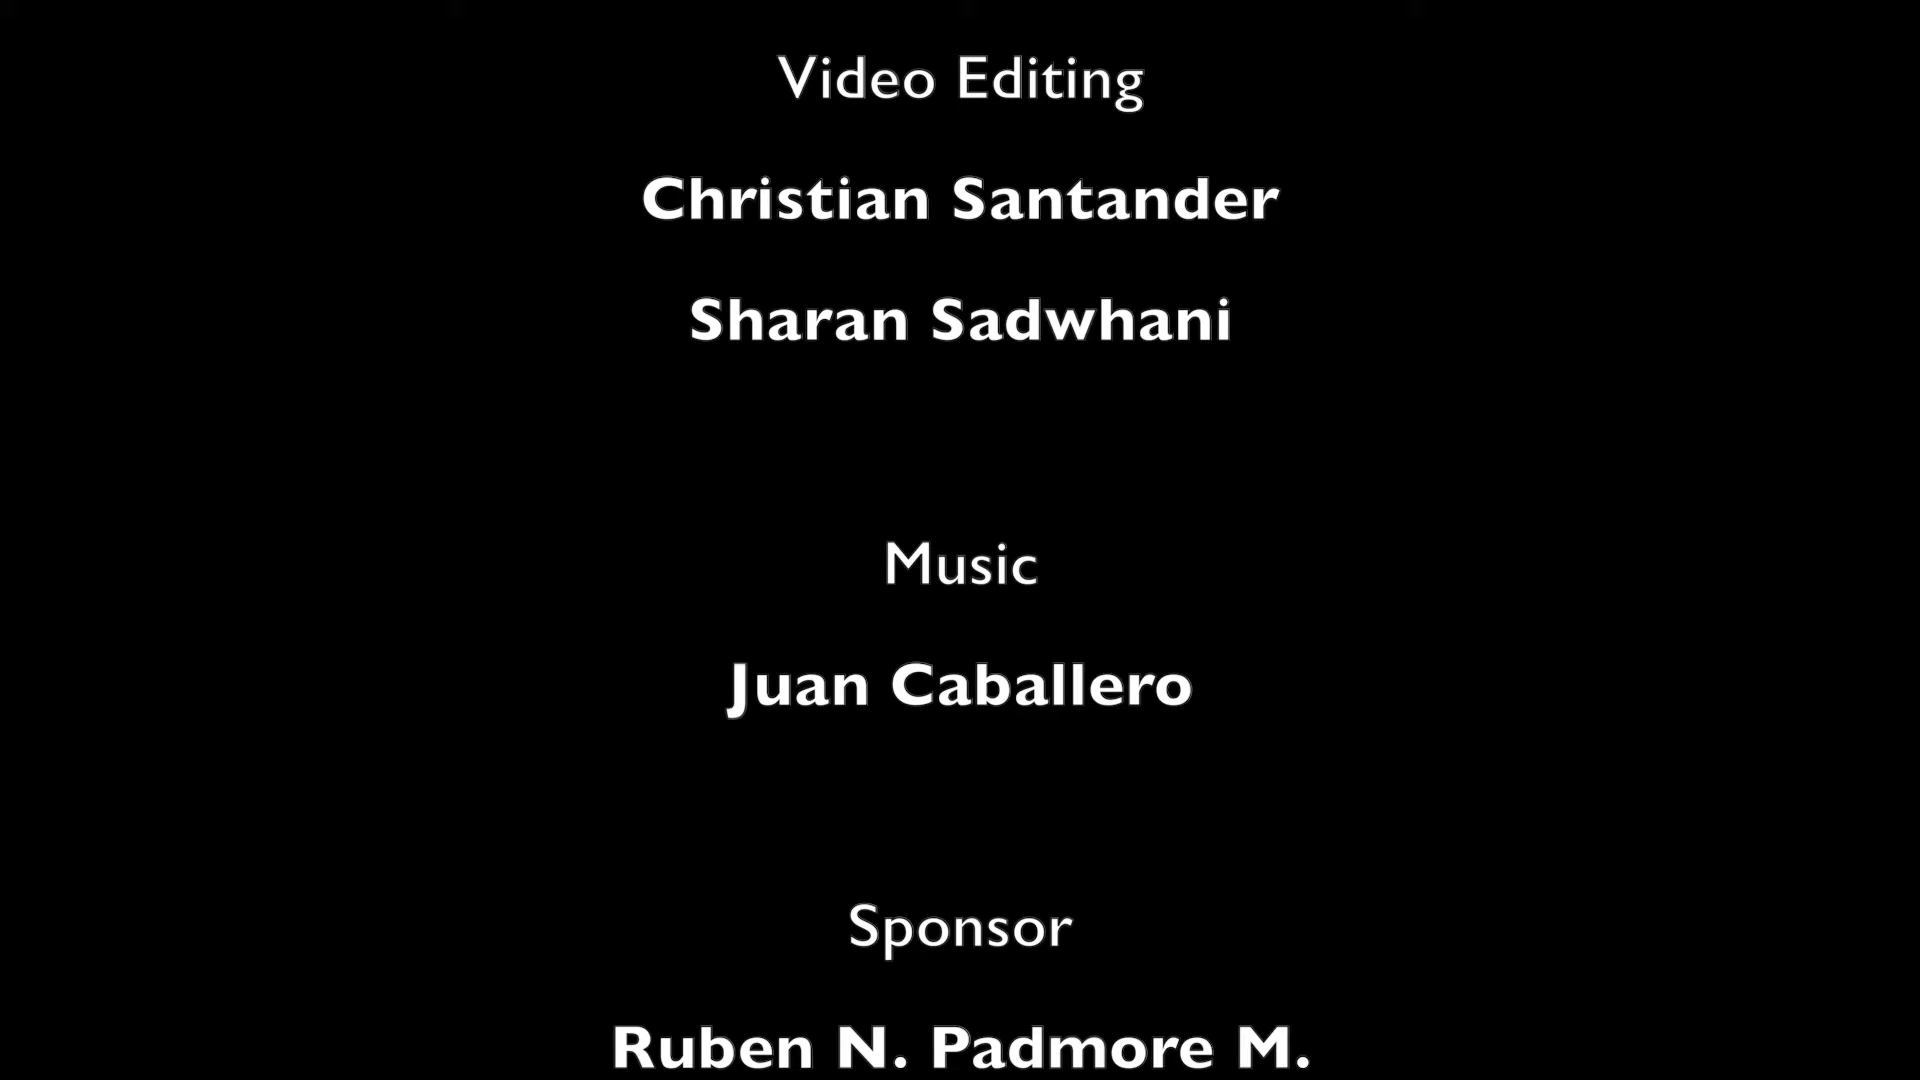 Video Editing
Christian Santander
Sharan Sadwhani
Music
Juan Caballero
Sponsor
Ruben N. Padmore M.